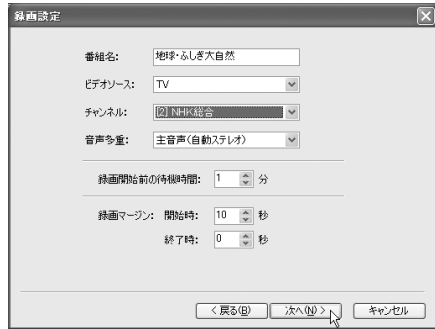 録画設定
番組名: 地球・ふしぎ大自然
ビデオソース: TV
チャンネル: [2] NHK総合
音声多重: 主音声(自動ステレオ)
録画開始前の待機時間: 1 分
録画マージン: 開始時: 10 秒
終了時: 0 秒
< 戻る(B) 次へ(N) > キャンセル